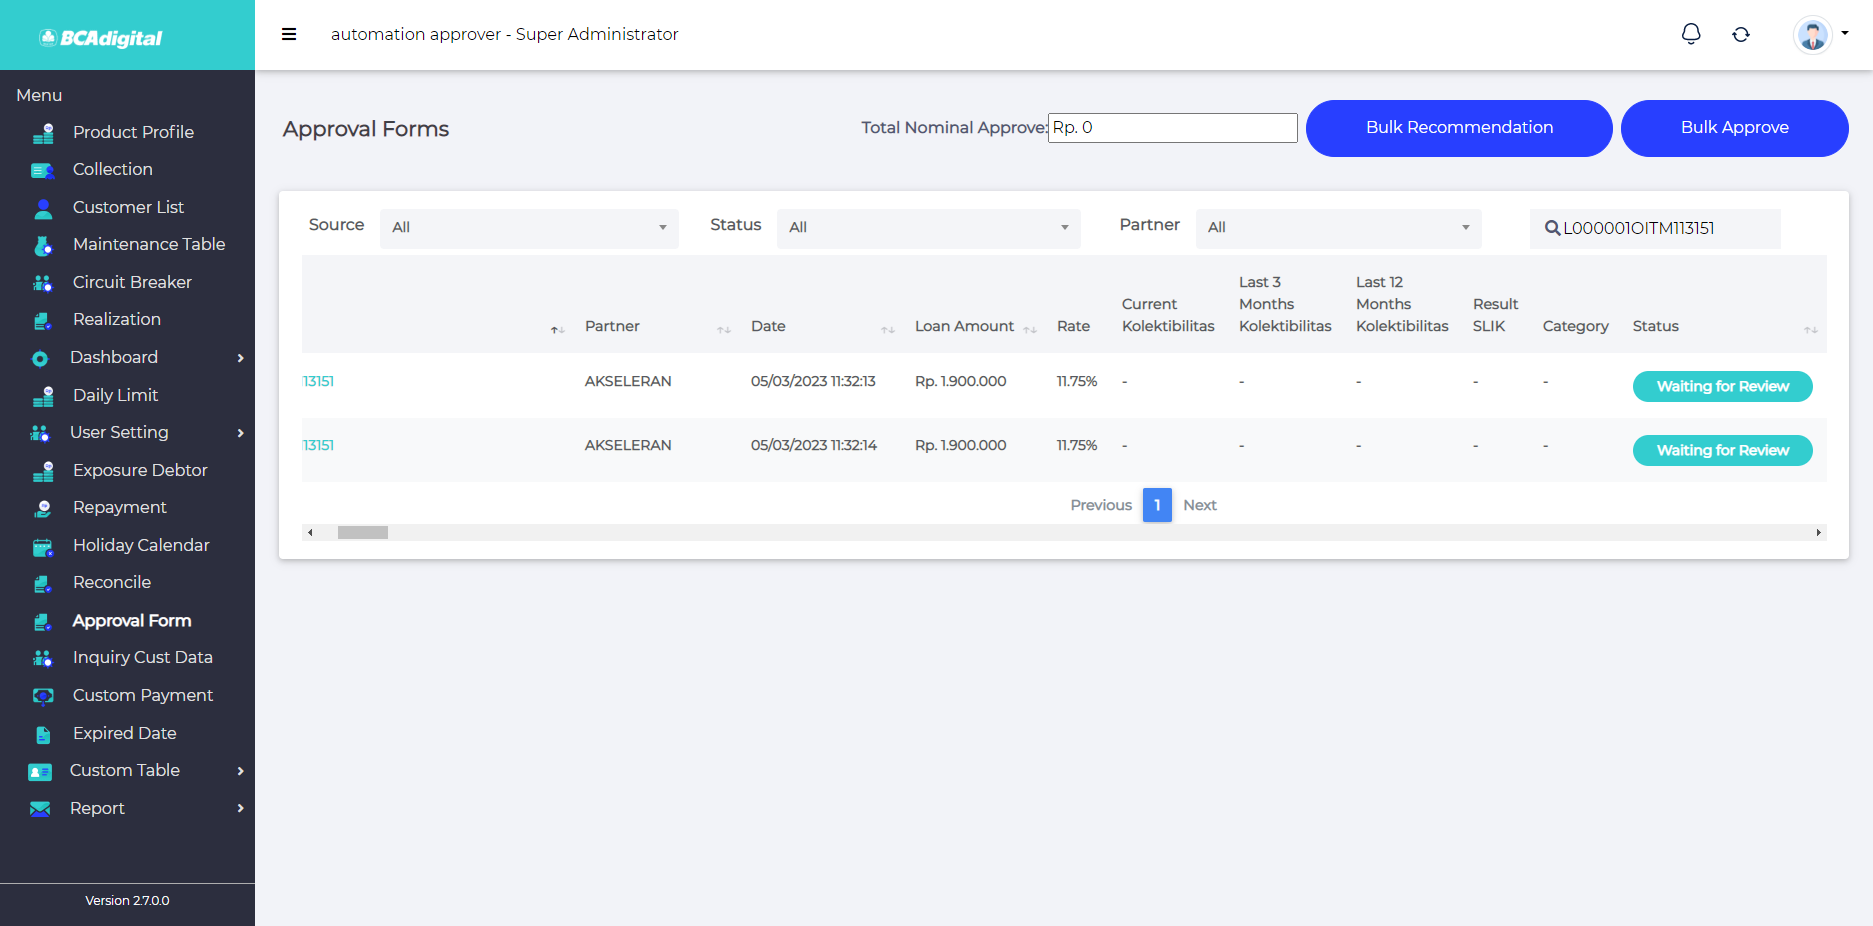 BCAdigital
automation approver - Super Administrator
Menu
Product Profile
Collection
Customer List
Maintenance Table
Circuit Breaker
Realization
Dashboard
Daily Limit
User Setting
Exposure Debtor
Repayment
Holiday Calendar
Reconcile
Approval Form
Inquiry Cust Data
Custom Payment
Expired Date
Custom Table
Report
Version 2.7.0.0
Approval Forms
Total Nominal Approve: Rp. 0
Bulk Recommendation
Bulk Approve
Source All
Status All
Partner All
L000001OITM113151
Partner Date Loan Amount Rate Current Kolektibilitas Last 3 Months Kolektibilitas Last 12 Months Kolektibilitas Result SLIK Category Status
113151 AKSELERAN 05/03/2023 11:32:13 Rp. 1.900.000 11.75% - - - - - Waiting for Review
113151 AKSELERAN 05/03/2023 11:32:14 Rp. 1.900.000 11.75% - - - - - Waiting for Review
Previous 1 Next